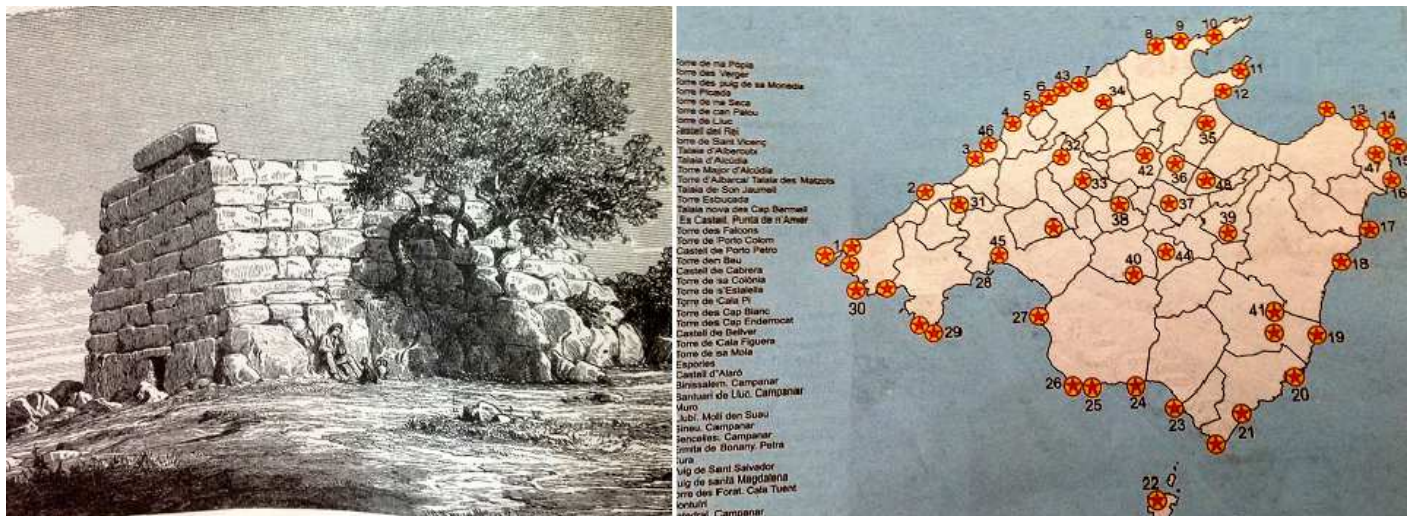 Torre de na Pòpia
Torre des Verger
Torre des puig de sa Moneda
Torre Picada
Torre de na Seca
Torre de can Palou
Torre de Lluc
Castell del Rei
Torre de Sant Vicenç
Talaia d'Albercutx
Talaia d'Alcúdia
Torre Major d'Alcúdia
Torre d'Albarca/ Talaia des Matzocs
Talaia de Son Jaumell
Torre Esbucada
Talaia nova des Cap Bermell
Es Castell. Punta de n'Amer
Torre des Falcons
Torre de Porto Colom
Castell de Porto Petro
Torre den Beu
Castell de Cabrera
Torre de sa Colònia
Torre de s'Estalella
Torre de Cala Pi
Torre des Cap Blanc
Torre des Cap Enderrocat
Castell de Bellver
Torre de Cala Figuera
Torre de sa Mola
Esporles
Castell d'Alaró
Binissalem. Campanar
Santuari de Lluc. Campanar
Muro
Llubí. Molí den Suau
Sineu. Campanar
Sencelles. Campanar
Ermita de Bonany. Petra
Cura
Puig de Sant Salvador
Puig de santa Magdalena
orre des Forat. Cala Tuent
ontuïri
atedral. Campanar
8
9
10
11
12
7
43
6
5
34
4
13
14
46
3
35
15
32
42
36
47
33
48
16
2
31
38
37
39
17
1
45
44
18
40
28
30
41
27
29
19
26
25
24
20
23
21
22